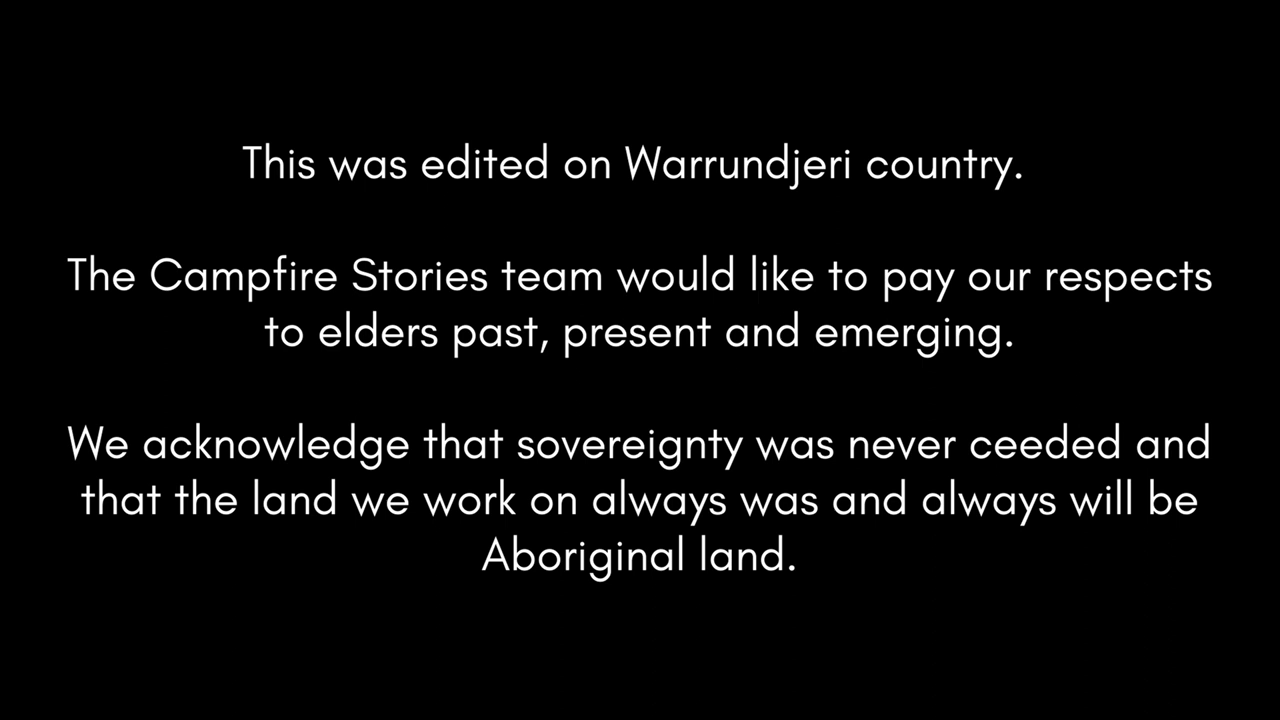 This was edited on Warrundjeri country.
The Campfire Stories team would like to pay our respects
to elders past, present and emerging.
We acknowledge that sovereignty was never ceeded and
that the land we work on always was and always will be
Aboriginal land.